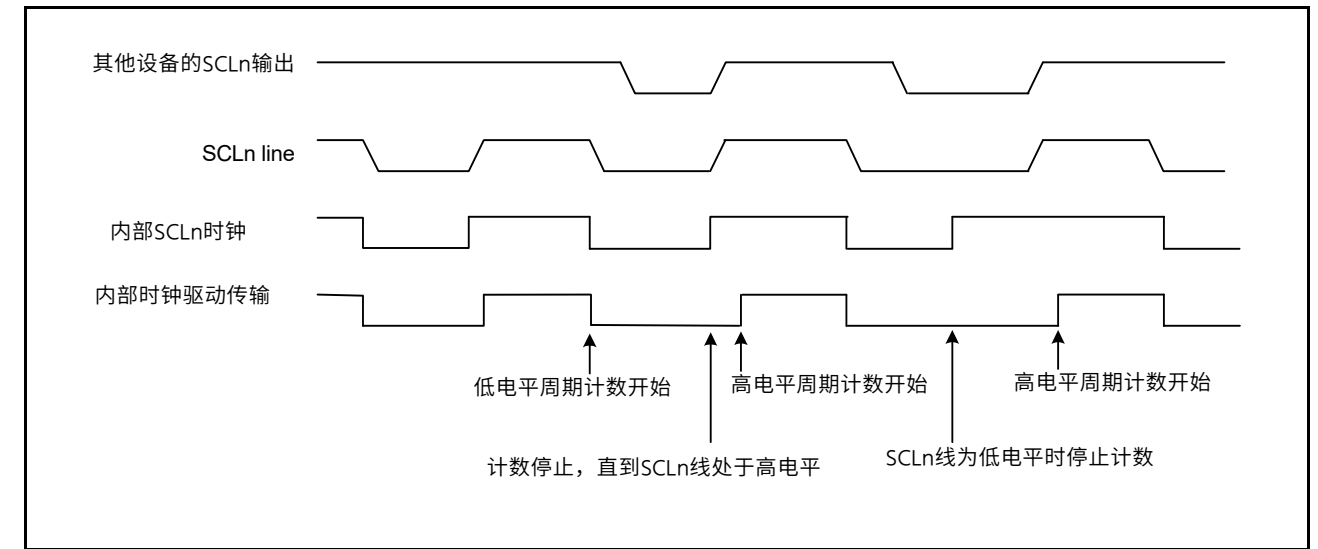 其他设备的SCLn输出
SCLn line
内部SCLn时钟
内部时钟驱动传输
低电平周期计数开始
高电平周期计数开始
高电平周期计数开始
计数停止，直到SCLn线处于高电平
SCLn线为低电平时停止计数